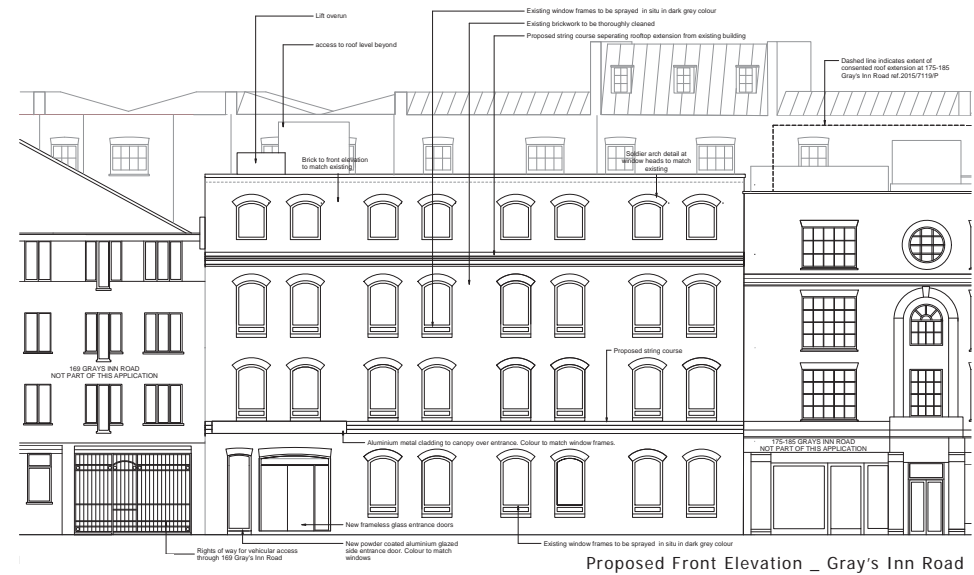 Lift overun
access to roof level beyond
Existing window frames to be sprayed in situ in dark grey colour
Existing brickwork to be thoroughly cleaned
Proposed string course seperating rooftop extension from existing building
Dashed line indicates extent of
consented roof extension at 175-185
Gray's Inn Road ref.2015/7119/P
Brick to front elevation
to match existing
Soldier arch detail at
window heads to match
existing
Proposed string course
169 GRAYS INN ROAD
NOT PART OF THIS APPLICATION
Aluminium metal cladding to canopy over entrance. Colour to match window frames.
175-185 GRAYS INN ROAD
NOT PART OF THIS APPLICATION
New frameless glass entrance doors
Rights of way for vehicular access
through 169 Gray's Inn Road
New powder coated aluminium glazed
side entrance door. Colour to match
windows
Existing window frames to be sprayed in situ in dark grey colour
Proposed Front Elevation _ Gray's Inn Road